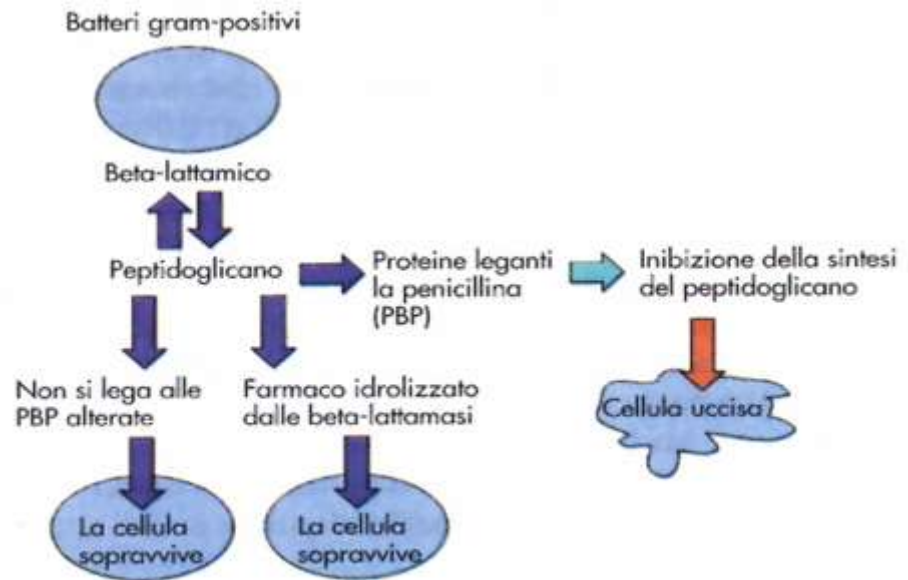 Batteri gram-positivi
Beta-lattamico
Peptidoglicano
Proteine leganti
la penicillina
(PBP)
Inibizione della sintesi
del peptidoglicano
Non si lega alle
PBP alterate
Farmaco idrolizzato
dalle beta-lattamasi
Cellula uccisa
La cellula
sopravvive
La cellula
sopravvive